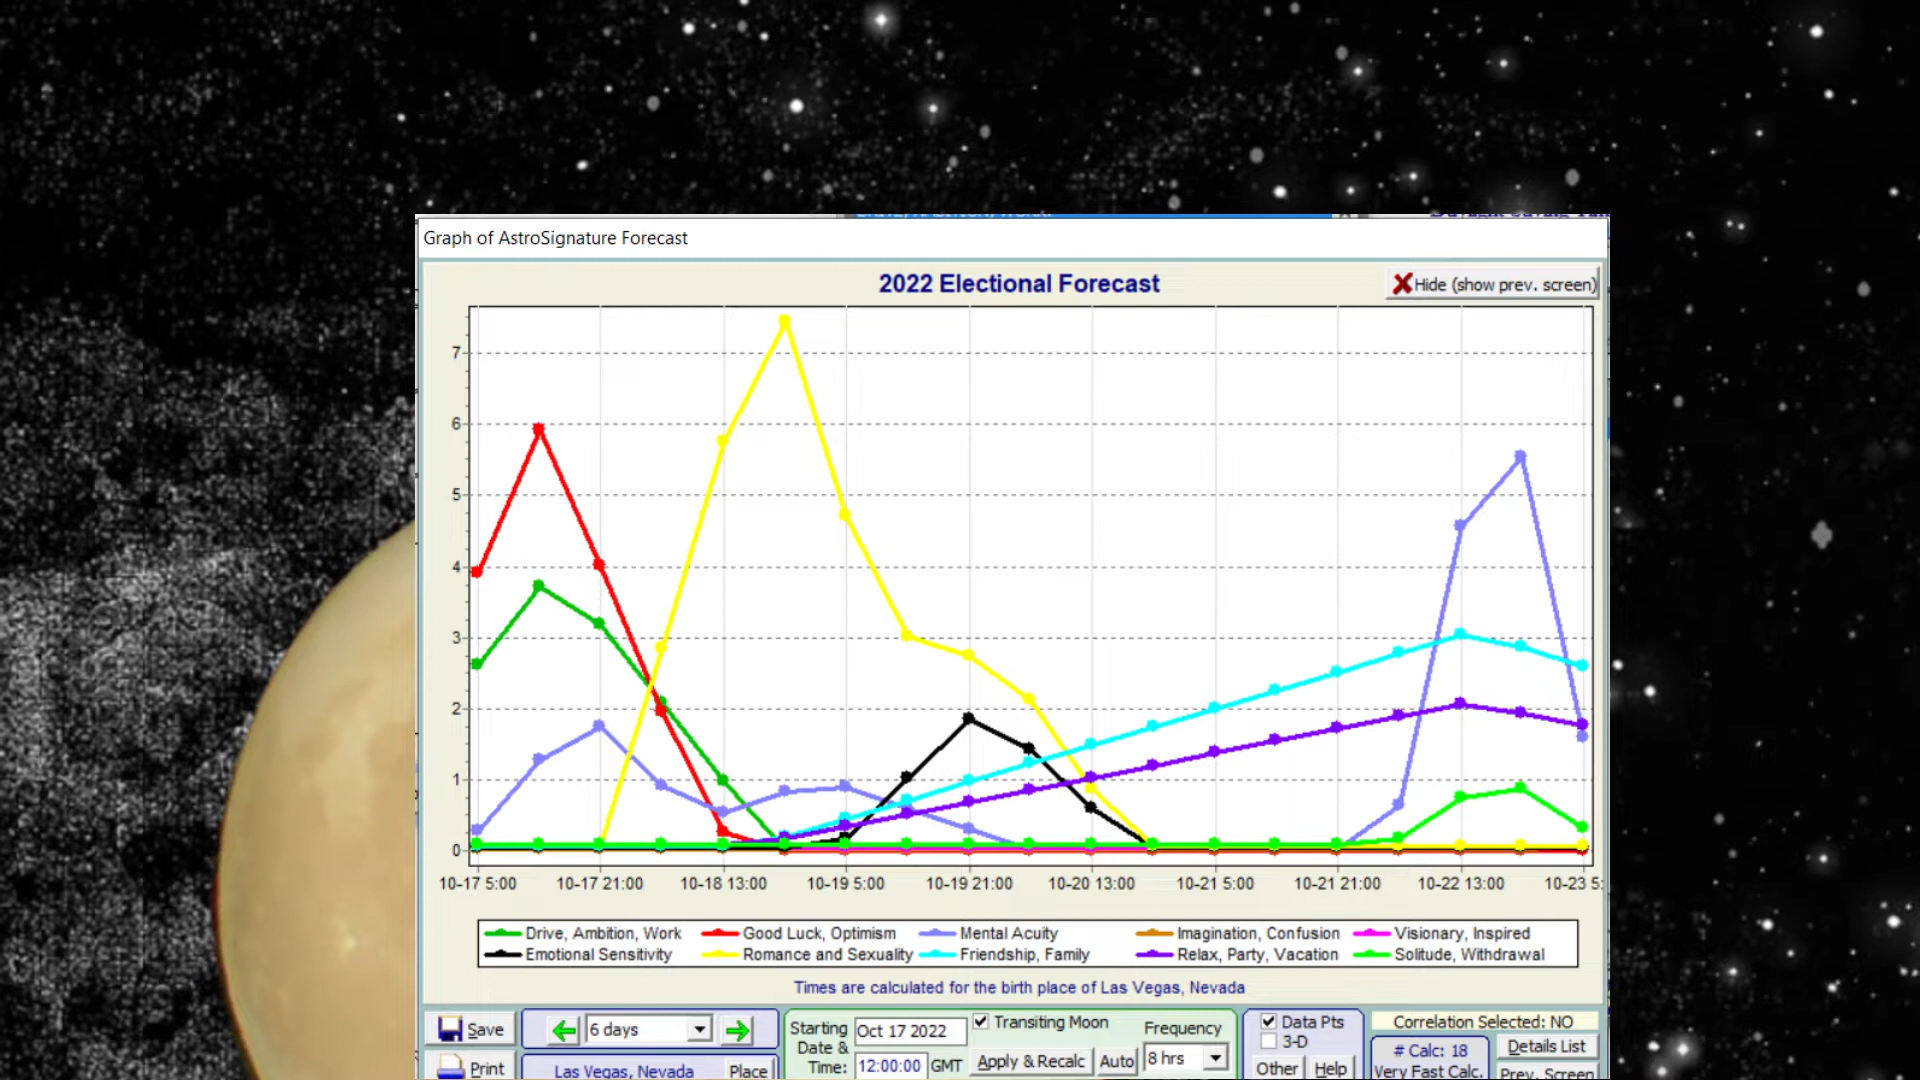 Graph of AstroSignature Forecast
2022 Electional Forecast
Hide (show prev. screen)
7
6
5
4
3
2
1
0
10-17 5:00 10-17 21:00 10-18 13:00 10-19 5:00 10-19 21:00 10-20 13:00 10-21 5:00 10-21 21:00 10-22 13:00 10-23 5:
Drive, Ambition, Work Good Luck, Optimism Mental Acuity Imagination, Confusion Visionary, Inspired
Emotional Sensitivity Romance and Sexuality Friendship, Family Relax, Party, Vacation Solitude, Withdrawal
Times are calculated for the birth place of Las Vegas, Nevada
Save
Print
6 days
Las Vegas, Nevada Place
Starting Date & Time:
Oct 17 2022
12:00:00 GMT
Transiting Moon
Apply & Recalc Auto
Frequency
8 hrs
Data Pts
3-D
Other Help
Correlation Selected: NO
# Calc: 18
Very Fast Calc.
Details List
Prev. Screen